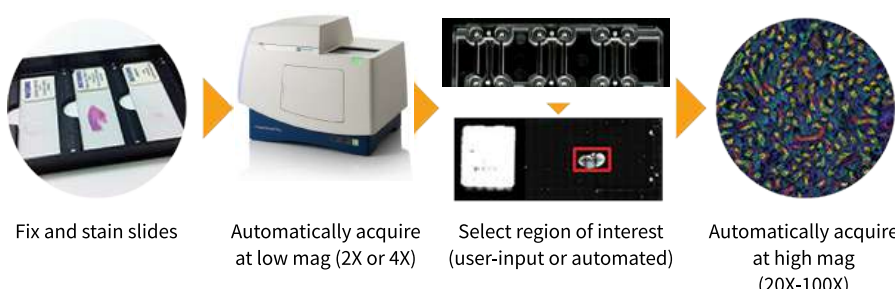 Fix and stain slides
Automatically acquire
at low mag (2X or 4X)
Select region of interest
(user-input or automated)
Automatically acquire
at high mag
(20X-100X)